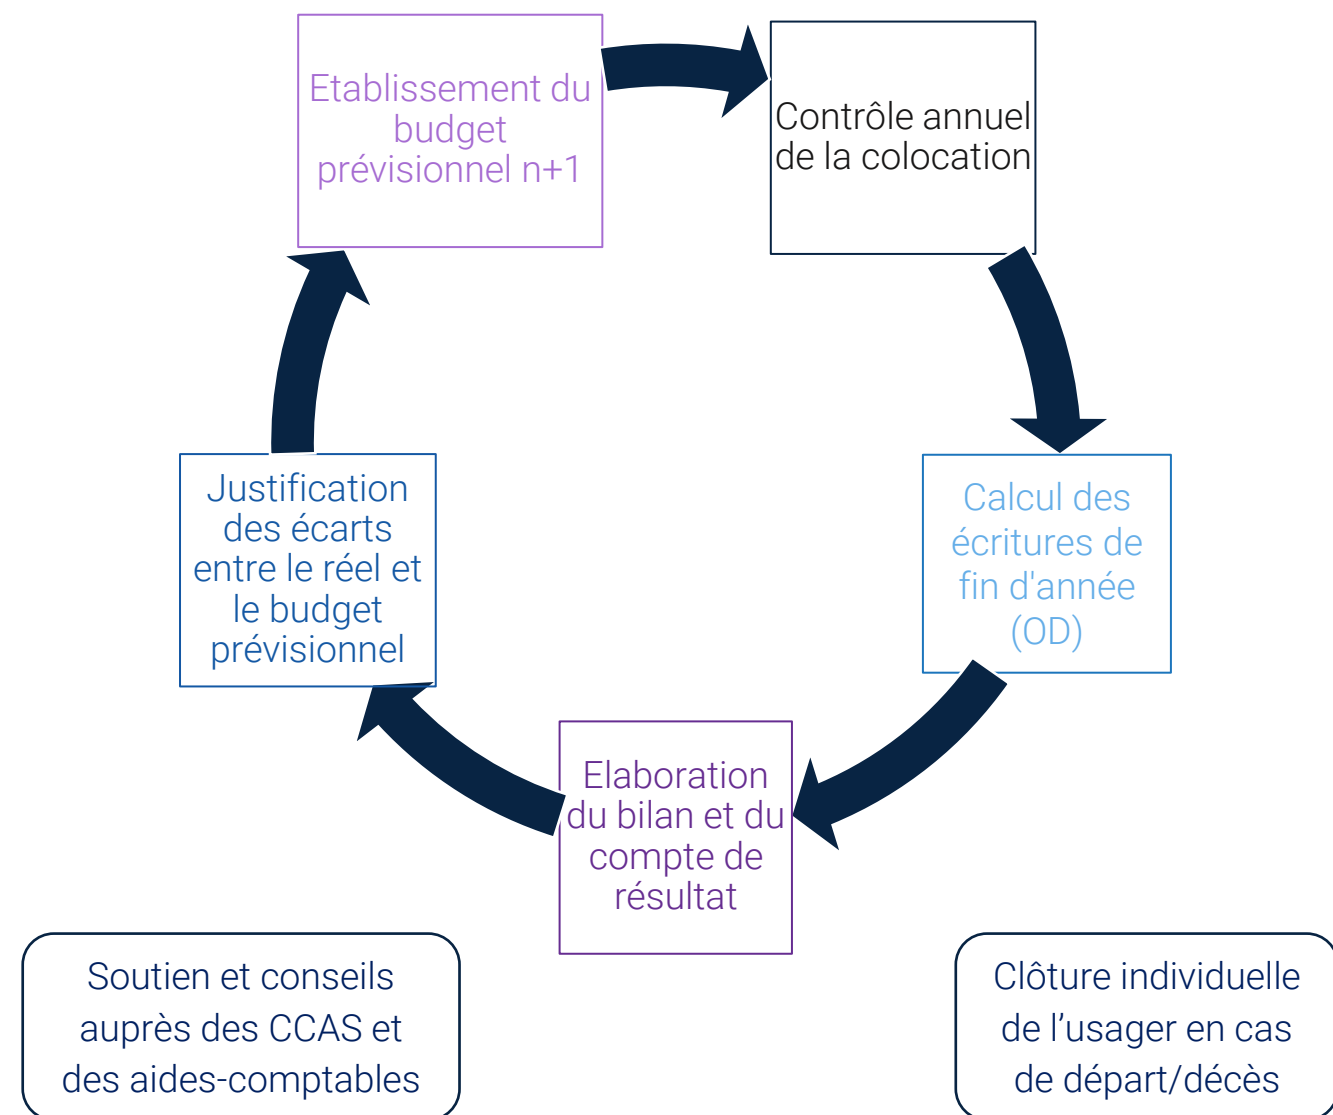 Etablissement du
budget
prévisionnel n+1
Contrôle annuel
de la colocation
Calcul des
écritures de
fin d'année
(OD)
Elaboration
du bilan et du
compte de
résultat
Justification
des écarts
entre le réel et
le budget
prévisionnel
Soutien et conseils
auprès des CCAS et
des aides-comptables
Clôture individuelle
de l’usager en cas
de départ/décès